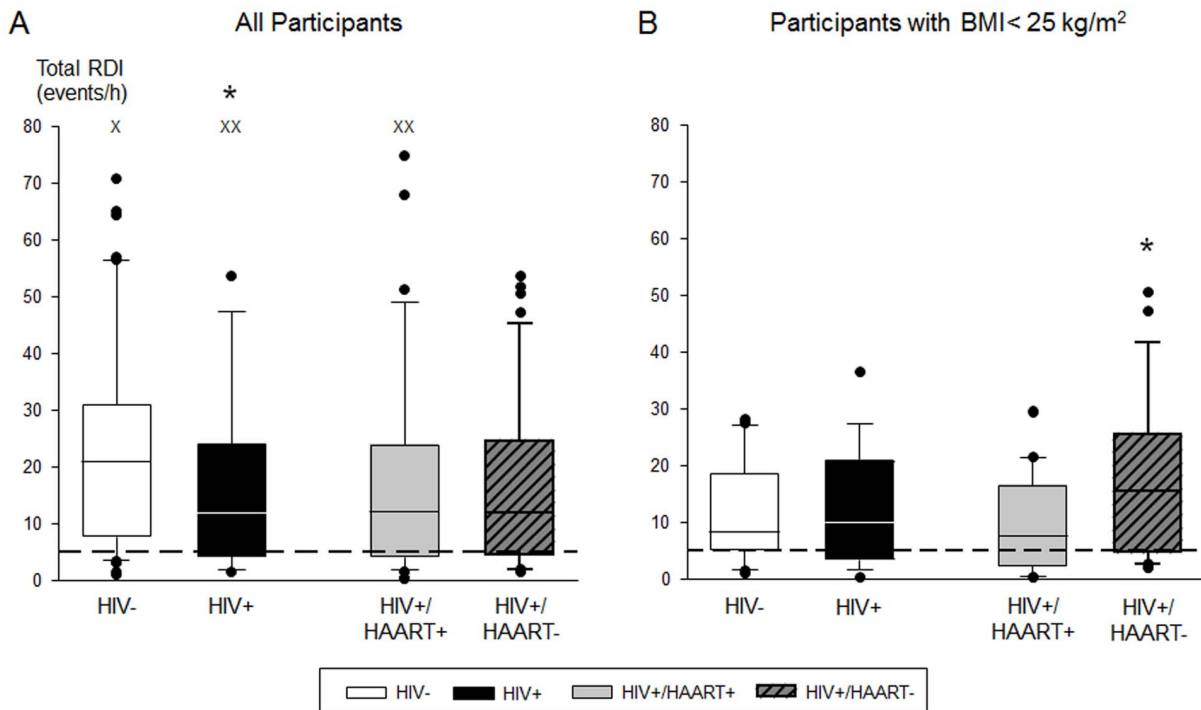 A
All Participants
Total RDI
(events/h)
*
x
xx
xx
80
70
60
50
40
30
20
10
0
HIV-
HIV+
HIV+/
HAART+
HIV+/
HAART-
B
Participants with BMI< 25 kg/m²
80
70
60
50
40
30
20
10
0
*
HIV-
HIV+
HIV+/
HAART+
HIV+/
HAART-
HIV- HIV+ HIV+/HAART+ HIV+/HAART-